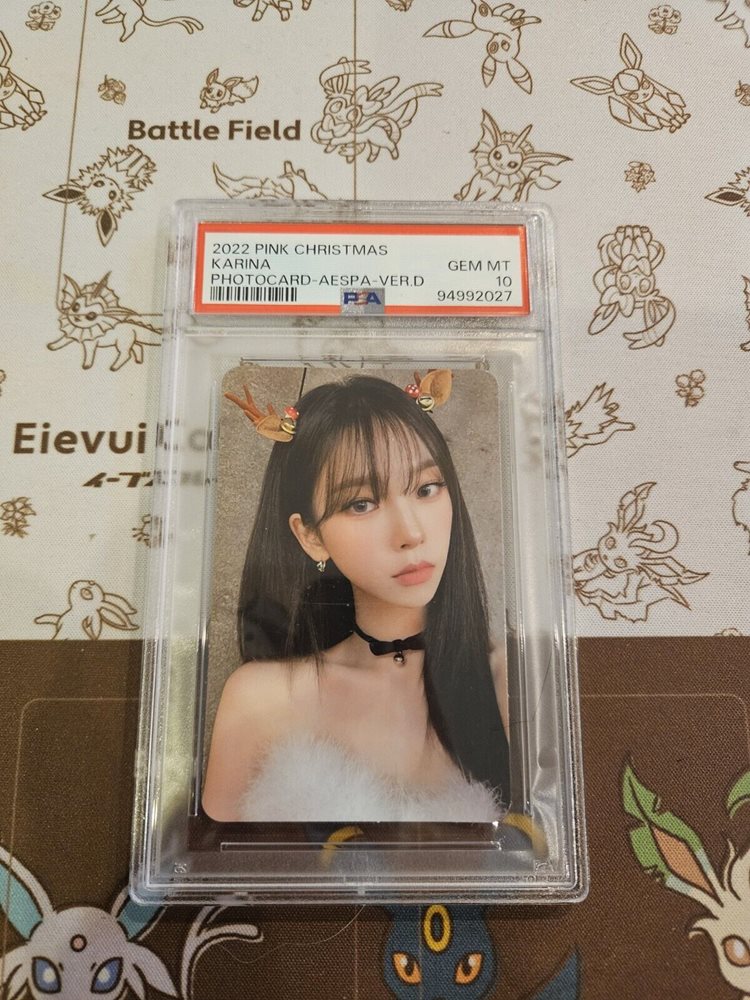 Battle Field
2022 PINK CHRISTMAS
KARINA GEM MT
PHOTOCARD-AESPA-VER.D 10
PSA 94992027
Eievui
イーブイ